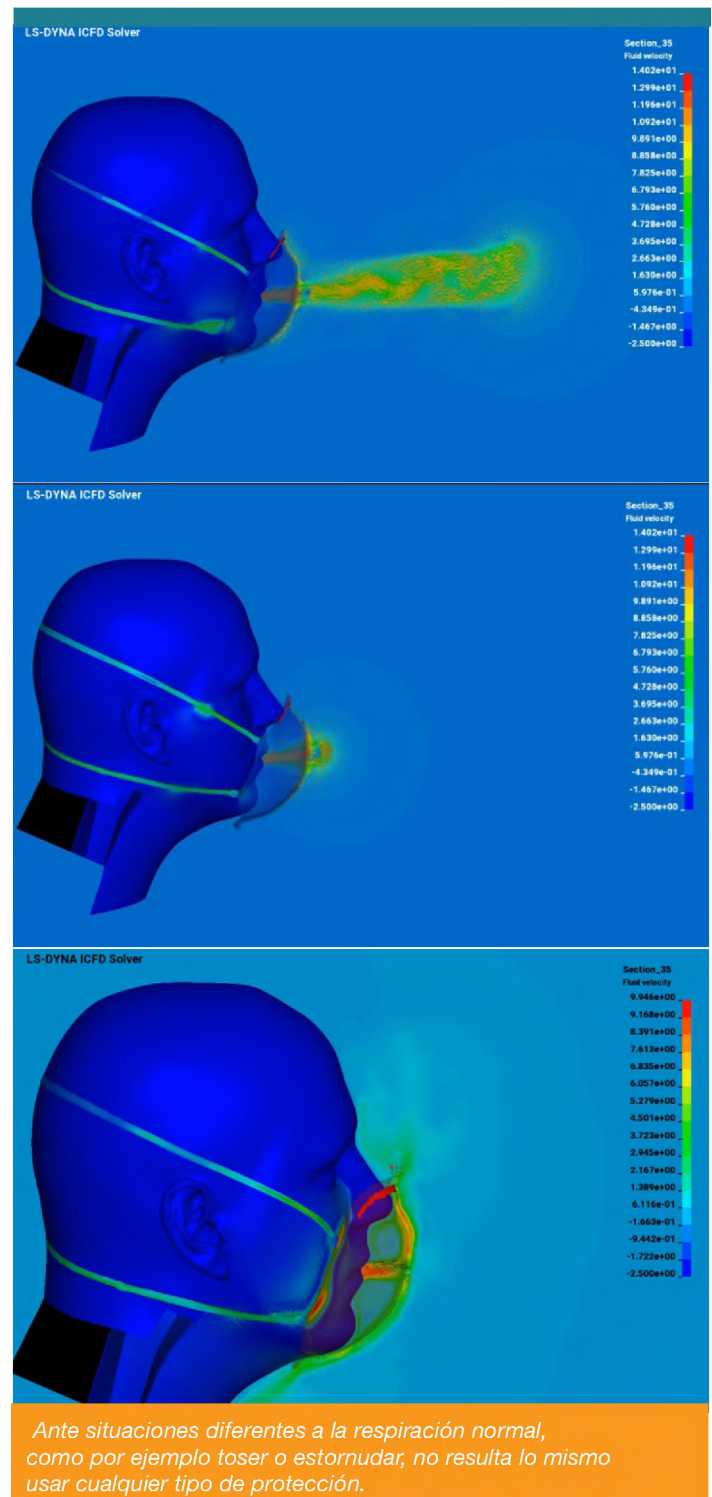 LS-DYNA ICFD Solver
Section_35
Fluid velocity
1.402e+01
1.299e+01
1.196e+01
1.092e+01
9.891e+00
8.858e+00
7.825e+00
6.793e+00
5.760e+00
4.728e+00
3.695e+00
2.663e+00
1.630e+00
5.976e-01
-4.349e-01
-1.467e+00
-2.500e+00
LS-DYNA ICFD Solver
Section_35
Fluid velocity
1.402e+01
1.299e+01
1.196e+01
1.092e+01
9.891e+00
8.858e+00
7.825e+00
6.793e+00
5.760e+00
4.728e+00
3.695e+00
2.663e+00
1.630e+00
5.976e-01
-4.349e-01
-1.467e+00
-2.500e+00
LS-DYNA ICFD Solver
Section_35
Fluid velocity
9.946e+00
9.168e+00
8.391e+00
7.613e+00
6.835e+00
6.057e+00
5.279e+00
4.501e+00
3.723e+00
2.945e+00
2.167e+00
1.389e+00
6.116e-01
-1.663e-01
-9.442e-01
-1.722e+00
-2.500e+00
Ante situaciones diferentes a la respiración normal,
como por ejemplo toser o estornudar, no resulta lo mismo
usar cualquier tipo de protección.